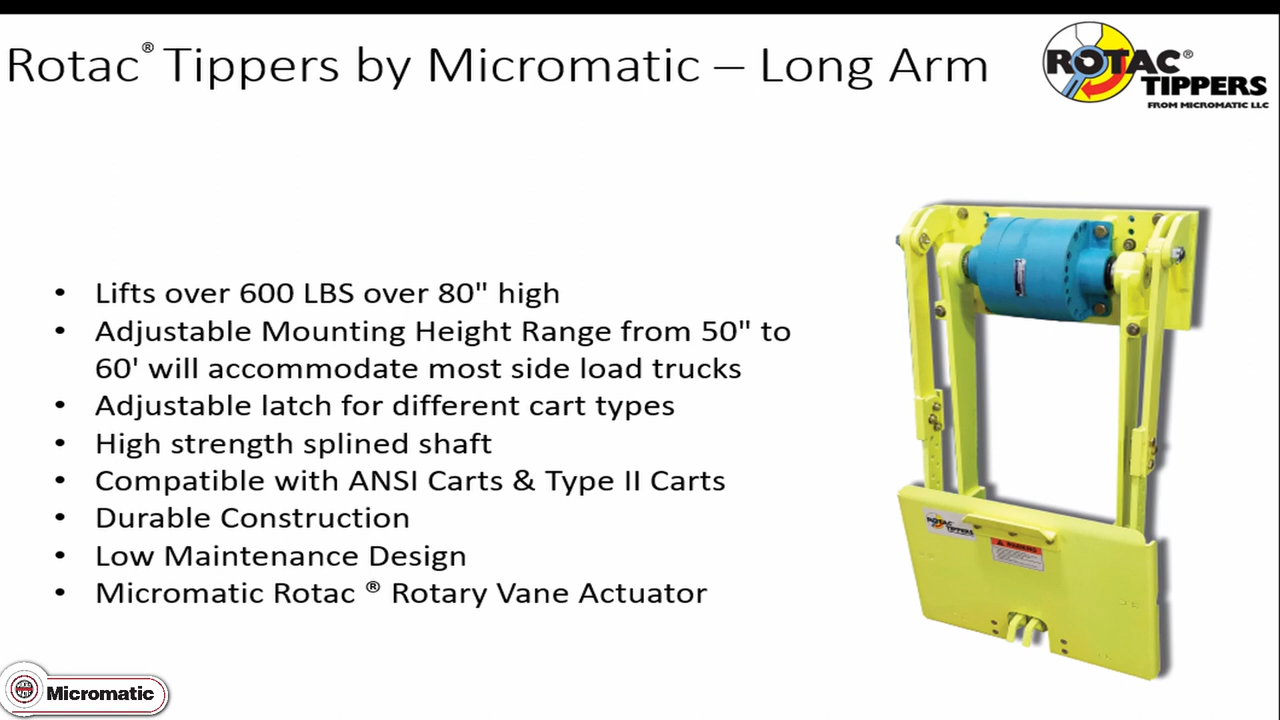 Rotac® Tippers by Micromatic – Long Arm
ROTAC®
TIPPERS
FROM MICROMATIC LLC
• Lifts over 600 LBS over 80" high
• Adjustable Mounting Height Range from 50" to
60' will accommodate most side load trucks
• Adjustable latch for different cart types
• High strength splined shaft
• Compatible with ANSI Carts & Type II Carts
• Durable Construction
• Low Maintenance Design
• Micromatic Rotac ® Rotary Vane Actuator
ROTAC
TIPPERS
WARNING
Micromatic